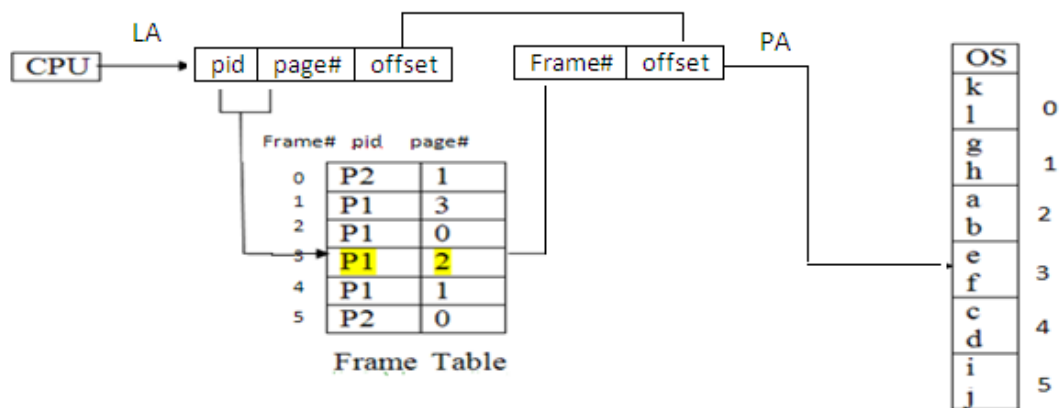 LA
CPU
pid page# offset
Frame# offset
PA
Frame# pid page#
0 P2 1
1 P1 3
2 P1 0
3 P1 2
4 P1 1
5 P2 0
Frame Table
OS
k
l
0
g
h
1
a
b
2
e
f
3
c
d
4
i
j
5